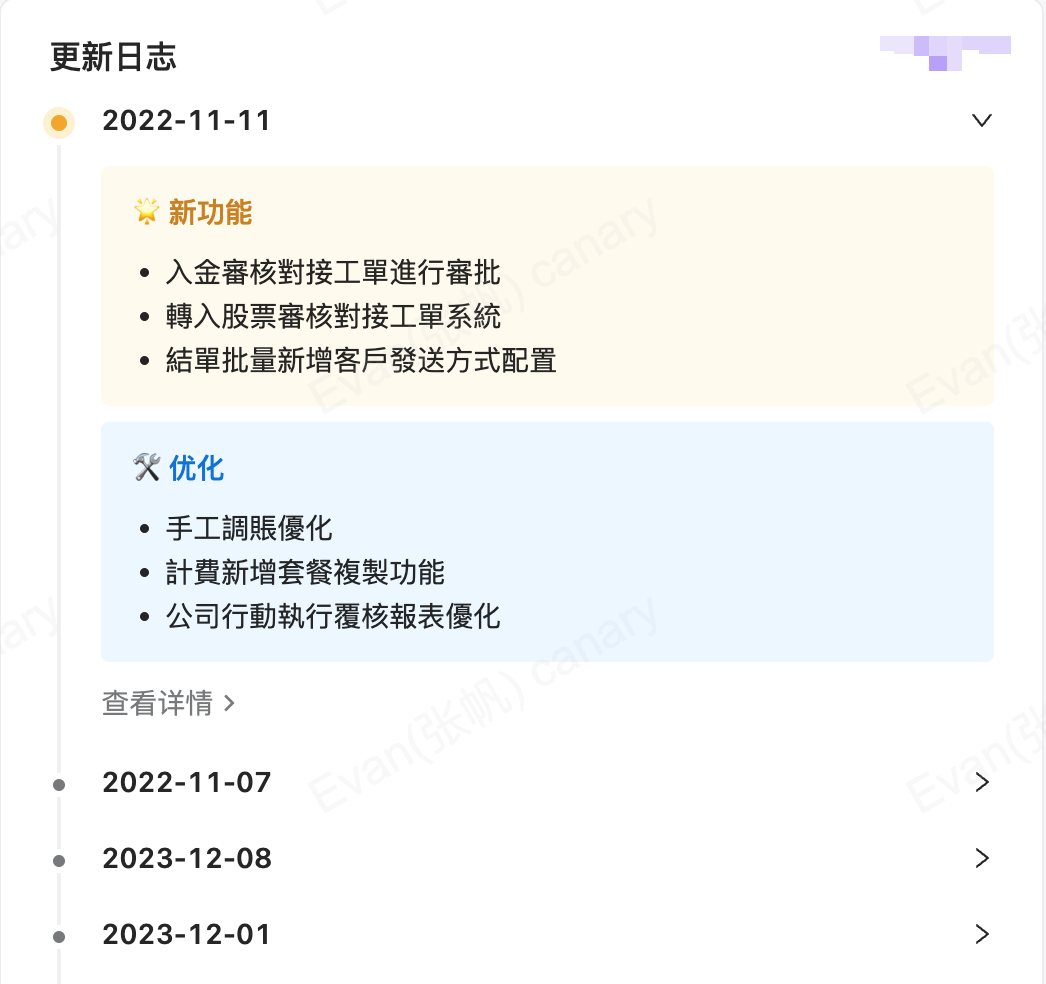 更新日志
2022-11-11
🌟 新功能
• 入金審核對接工單進行審批
• 轉入股票審核對接工單系統
• 結單批量新增客戶發送方式配置
🛠 优化
• 手工調賬優化
• 計費新增套餐複製功能
• 公司行動執行覆核報表優化
查看详情 >
2022-11-07
2023-12-08
2023-12-01
Evan(张帆) canary
Evan(张帆) canary